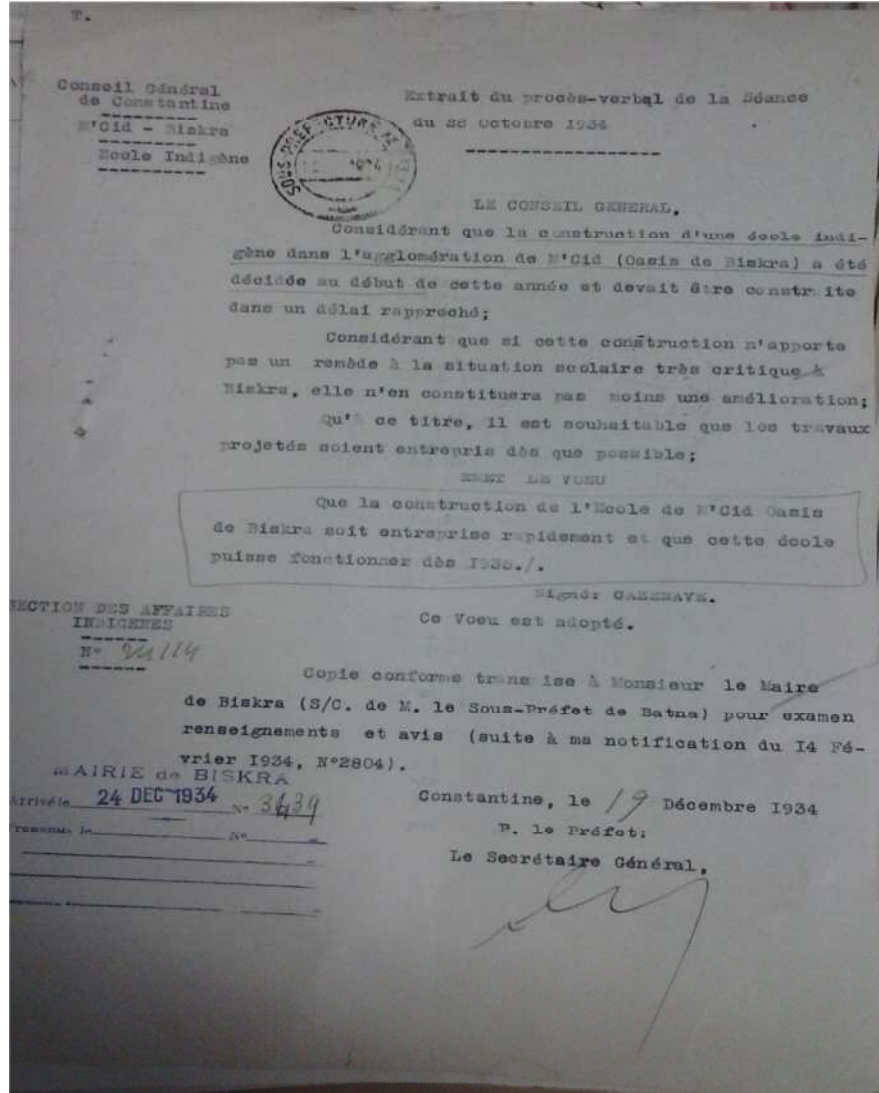 T.
Conseil Général
de Constantine
M'Cid - Biskra
Ecole Indigène
Extrait du procès-verbal de la Séance
du 26 Octobre 1934
SOUS-PREFECTURE
1934
LE CONSEIL GENERAL,
Considérant que la construction d'une école indi-
gène dans l'agglomération de M'Cid (Oasis de Biskra) a été
décidée au début de cette année et devait être construite
dans un délai rapproché;
Considérant que si cette construction n'apporte
pas un remède à la situation scolaire très critique à
Biskra, elle n'en constituera pas moins une amélioration;
Qu'à ce titre, il est souhaitable que les travaux
projetés soient entrepris dès que possible;
EMET LE VOEU
Que la construction de l'Ecole de M'Cid Oasis
de Biskra soit entreprise rapidement et que cette école
puisse fonctionner dès I935./.
Signé: CASENAVE.
Ce Voeu est adopté.
SECTION DES AFFAIRES
INDIGENES
N°
Copie conforme transmise à Monsieur le Maire
de Biskra (S/C. de M. le Sous-Préfet de Batna) pour examen
renseignements et avis (suite à ma notification du I4 Fé-
vrier I934, N°2804).
MAIRIE de BISKRA
Arrivée le 24 DEC 1934 N°
N°
Constantine, le 19 Décembre 1934
P. le Préfet:
Le Secrétaire Général,